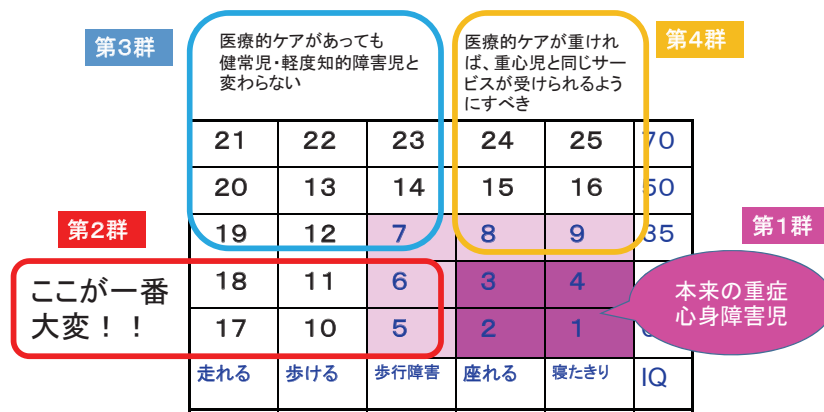 第3群
医療的ケアがあっても
健常児・軽度知的障害児と
変わらない
医療的ケアが重けれ
ば、重心児と同じサー
ビスが受けられるよう
にすべき
第4群
21 22 23 24 25 70
20 13 14 15 16 50
第2群
19 12 7 8 9 35
第1群
ここが一番
大変！！
18 11 6 3 4
17 10 5 2 1
本来の重症
心身障害児
走れる 歩ける 歩行障害 座れる 寝たきり IQ